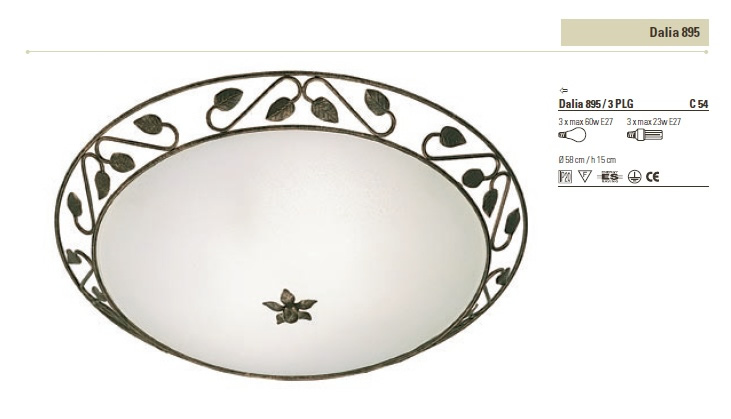 Dalia 895
Dalia 895 / 3 PLG C 54
3 x max 60w E27 3 x max 23w E27
Ø 58 cm / h 15 cm
F CE